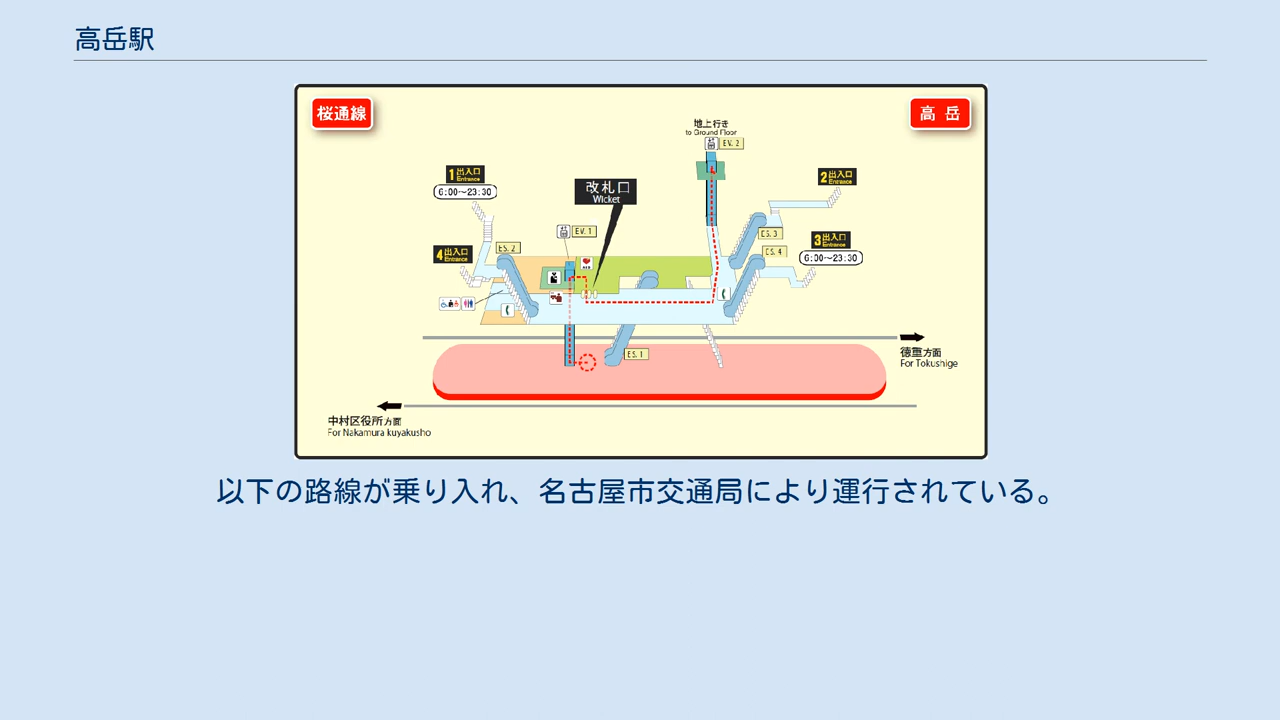 高岳駅
桜通線
高 岳
地上行き
to Ground Floor
EV. 2
1出入口
Entrance
6:00〜23:30
改札口
Wicket
2出入口
Entrance
EV. 1
ES. 3
3出入口
Entrance
4出入口
Entrance
ES. 2
ES. 4
6:00〜23:30
AED
ES. 1
徳重方面
For Tokushige
中村区役所方面
For Nakamura kuyakusho
以下の路線が乗り入れ、名古屋市交通局により運行されている。